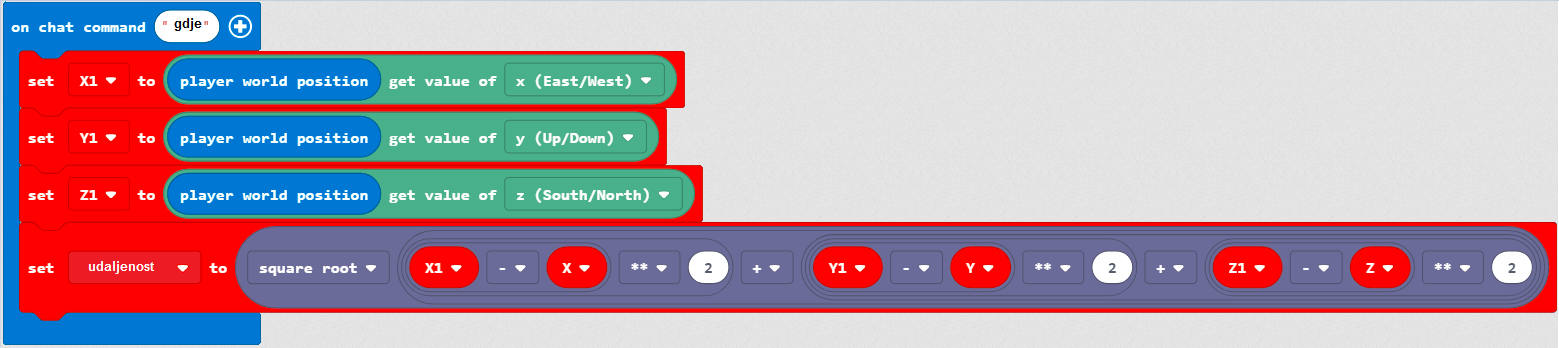 on chat command "gdje"
set X1 to player world position get value of x (East/West)
set Y1 to player world position get value of y (Up/Down)
set Z1 to player world position get value of z (South/North)
set udaljenost to square root X1 - X ** 2 + Y1 - Y ** 2 + Z1 - Z ** 2